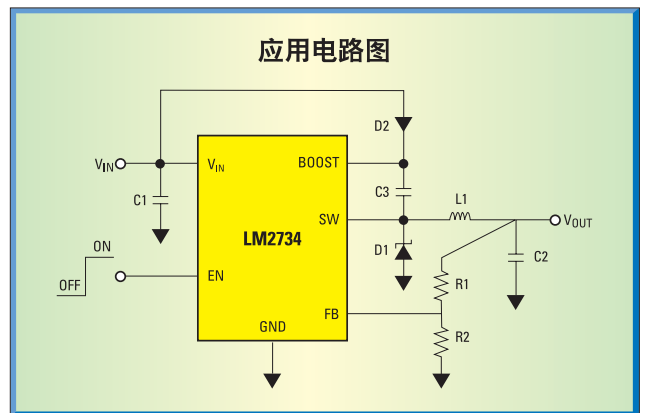 应用电路图
D2
VIN
VIN
BOOST
C1
C3
L1
SW
VOUT
LM2734
D1
C2
ON
OFF
EN
R1
FB
GND
R2